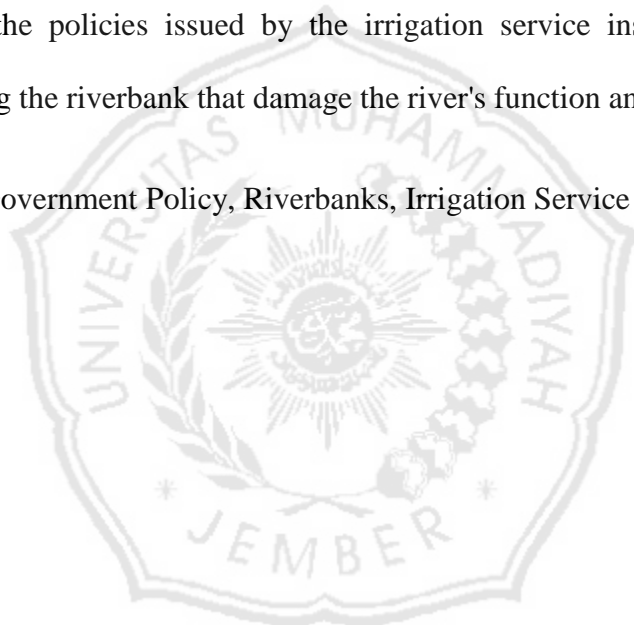 the policies issued by the irrigation service ins
g the riverbank that damage the river's function an
overnment Policy, Riverbanks, Irrigation Service
UNIVERSITAS MUHAMMADIYAH
JEMBER